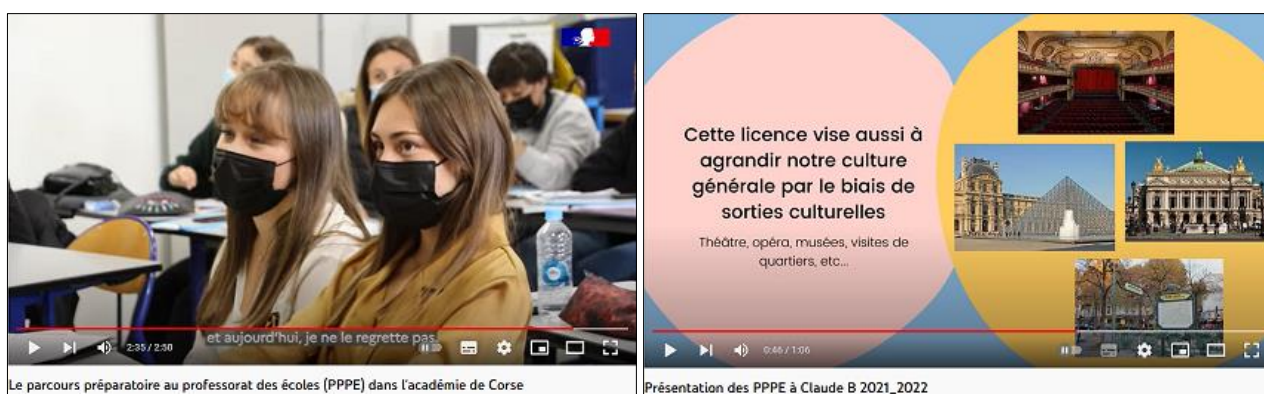 et aujourd'hui, je ne le regrette pas
2:35 / 2:50
Le parcours préparatoire au professorat des écoles (PPPE) dans l'académie de Corse
Cette licence vise aussi à
agrandir notre culture
générale par le biais de
sorties culturelles
Théâtre, opéra, musées, visites de
quartiers, etc...
0:46 / 1:06
Présentation des PPPE à Claude B 2021_2022